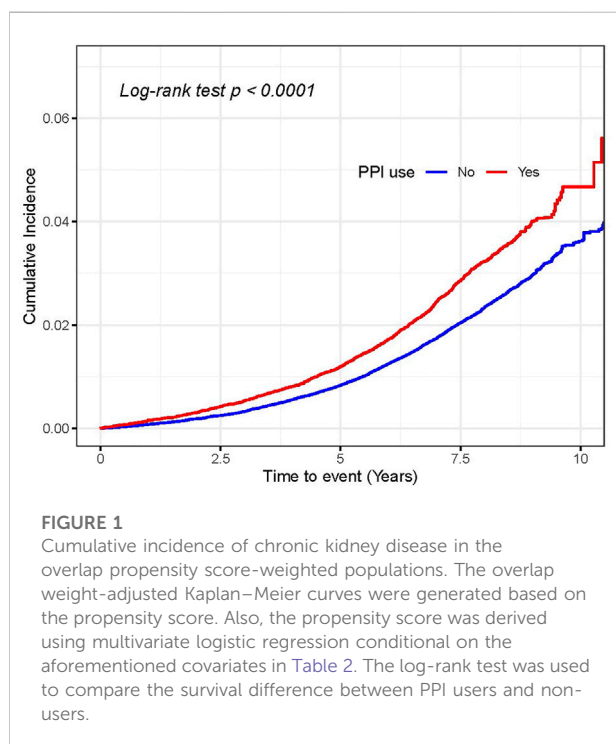 Log-rank test p < 0.0001
PPI use No Yes
Cumulative Incidence
0.06
0.04
0.02
0.00
0 2.5 5 7.5 10
Time to event (Years)
FIGURE 1
Cumulative incidence of chronic kidney disease in the
overlap propensity score-weighted populations. The overlap
weight-adjusted Kaplan–Meier curves were generated based on
the propensity score. Also, the propensity score was derived
using multivariate logistic regression conditional on the
aforementioned covariates in Table 2. The log-rank test was used
to compare the survival difference between PPI users and non-
users.